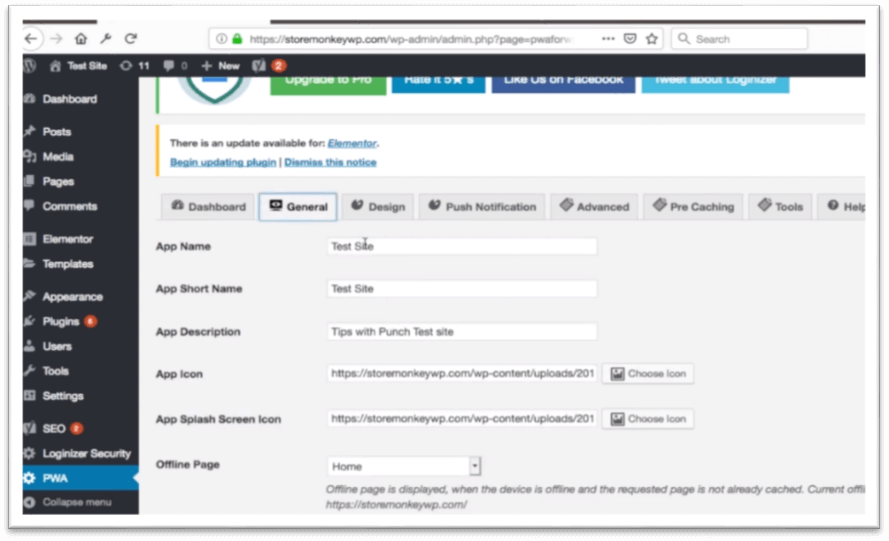 https://storemonkeywp.com/wp-admin/admin.php?page=pwaforw
Search
Test Site 11 0 New 2
Upgrade to Pro Rate it 5★'s Like Us on Facebook Tweet about Loginizer
Dashboard
Posts
Media
Pages
Comments
Elementor
Templates
Appearance
Plugins 6
Users
Tools
Settings
SEO 2
Loginizer Security
PWA
Collapse menu
There is an update available for: Elementor.
Begin updating plugin | Dismiss this notice
Dashboard General Design Push Notification Advanced Pre Caching Tools Help
App Name Test Site
App Short Name Test Site
App Description Tips with Punch Test site
App Icon https://storemonkeywp.com/wp-content/uploads/201 Choose Icon
App Splash Screen Icon https://storemonkeywp.com/wp-content/uploads/201 Choose Icon
Offline Page Home
Offline page is displayed, when the device is offline and the requested page is not already cached. Current offli
https://storemonkeywp.com/